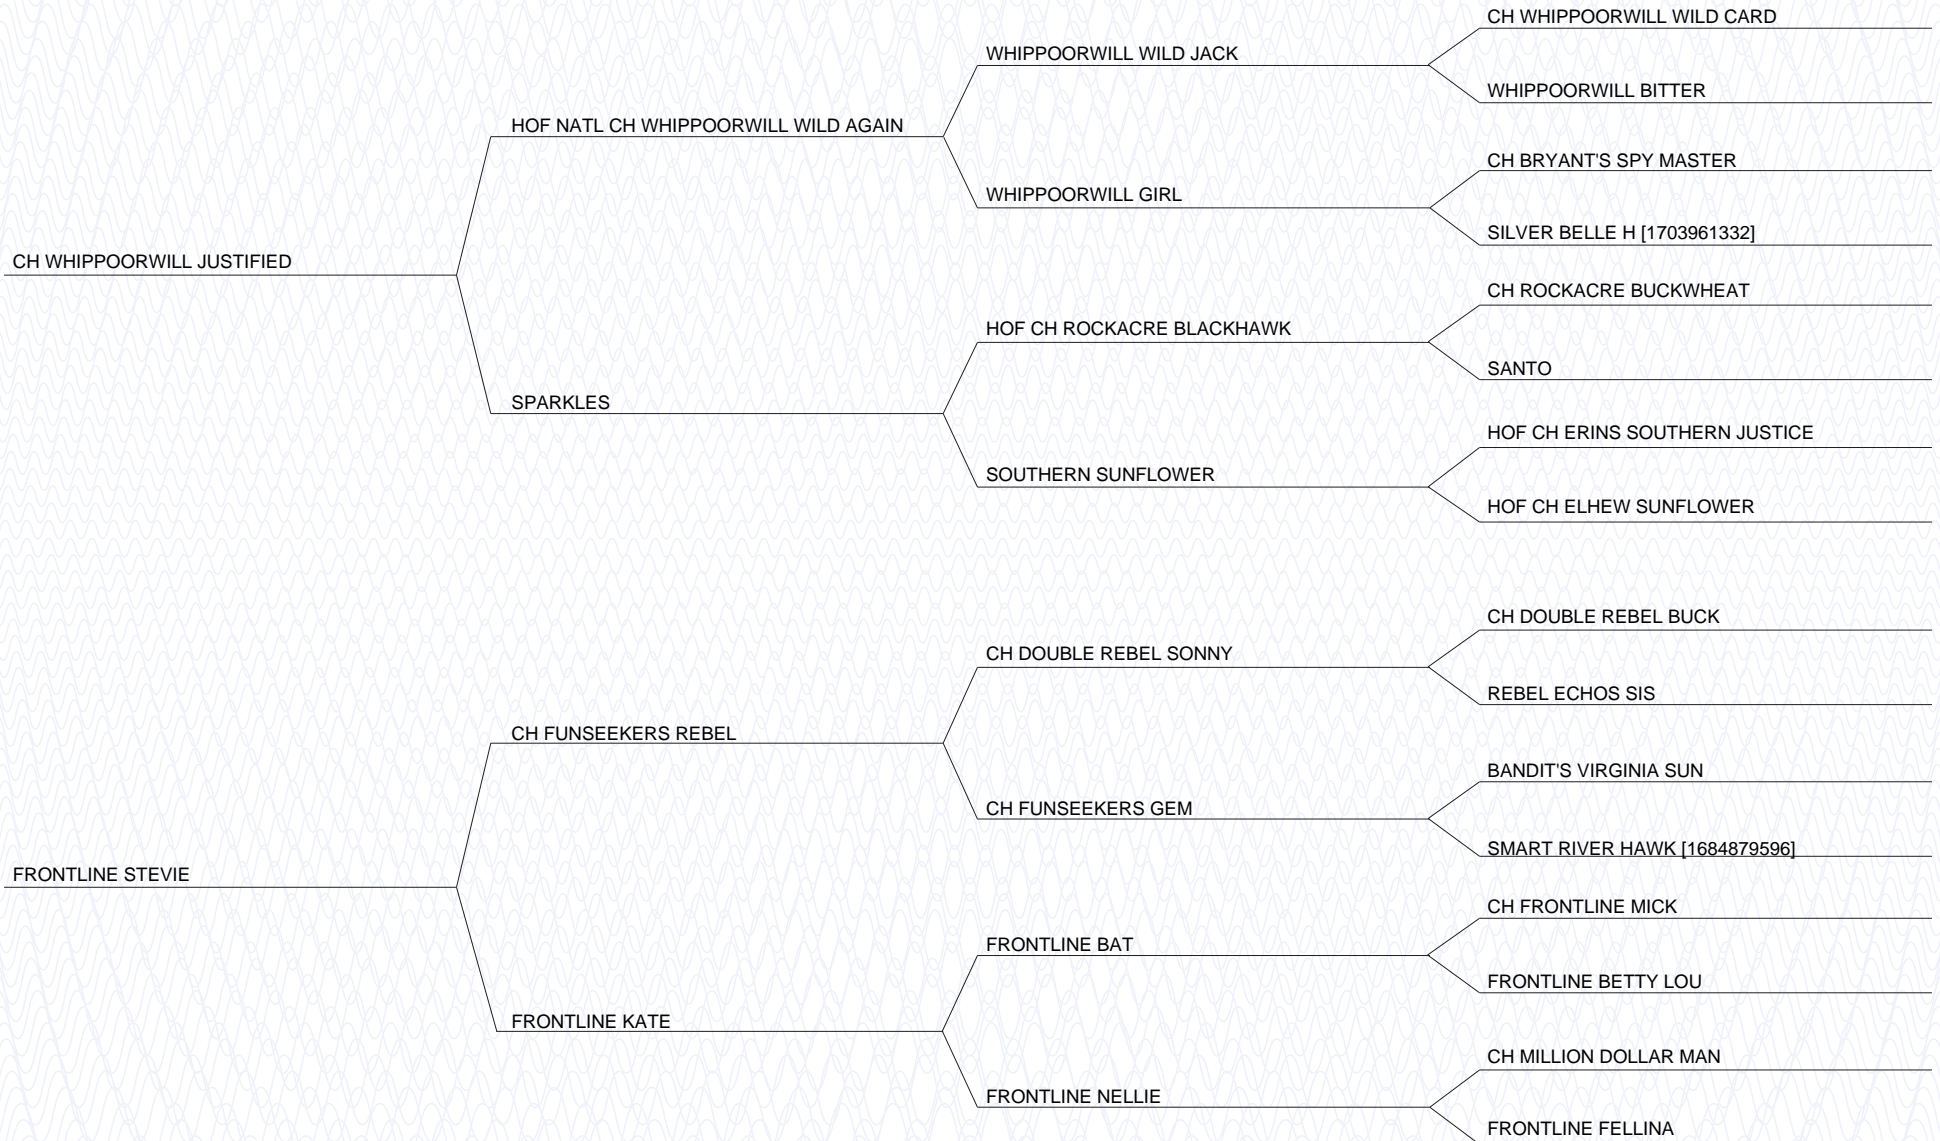 CH WHIPPOORWILL WILD CARD
WHIPPOORWILL WILD JACK
WHIPPOORWILL BITTER
HOF NATL CH WHIPPOORWILL WILD AGAIN
CH BRYANT'S SPY MASTER
WHIPPOORWILL GIRL
SILVER BELLE H [1703961332]
CH WHIPPOORWILL JUSTIFIED
CH ROCKACRE BUCKWHEAT
HOF CH ROCKACRE BLACKHAWK
SANTO
SPARKLES
HOF CH ERINS SOUTHERN JUSTICE
SOUTHERN SUNFLOWER
HOF CH ELHEW SUNFLOWER
CH DOUBLE REBEL BUCK
CH DOUBLE REBEL SONNY
REBEL ECHOS SIS
CH FUNSEEKERS REBEL
BANDIT'S VIRGINIA SUN
CH FUNSEEKERS GEM
SMART RIVER HAWK [1684879596]
FRONTLINE STEVIE
CH FRONTLINE MICK
FRONTLINE BAT
FRONTLINE BETTY LOU
FRONTLINE KATE
CH MILLION DOLLAR MAN
FRONTLINE NELLIE
FRONTLINE FELLINA